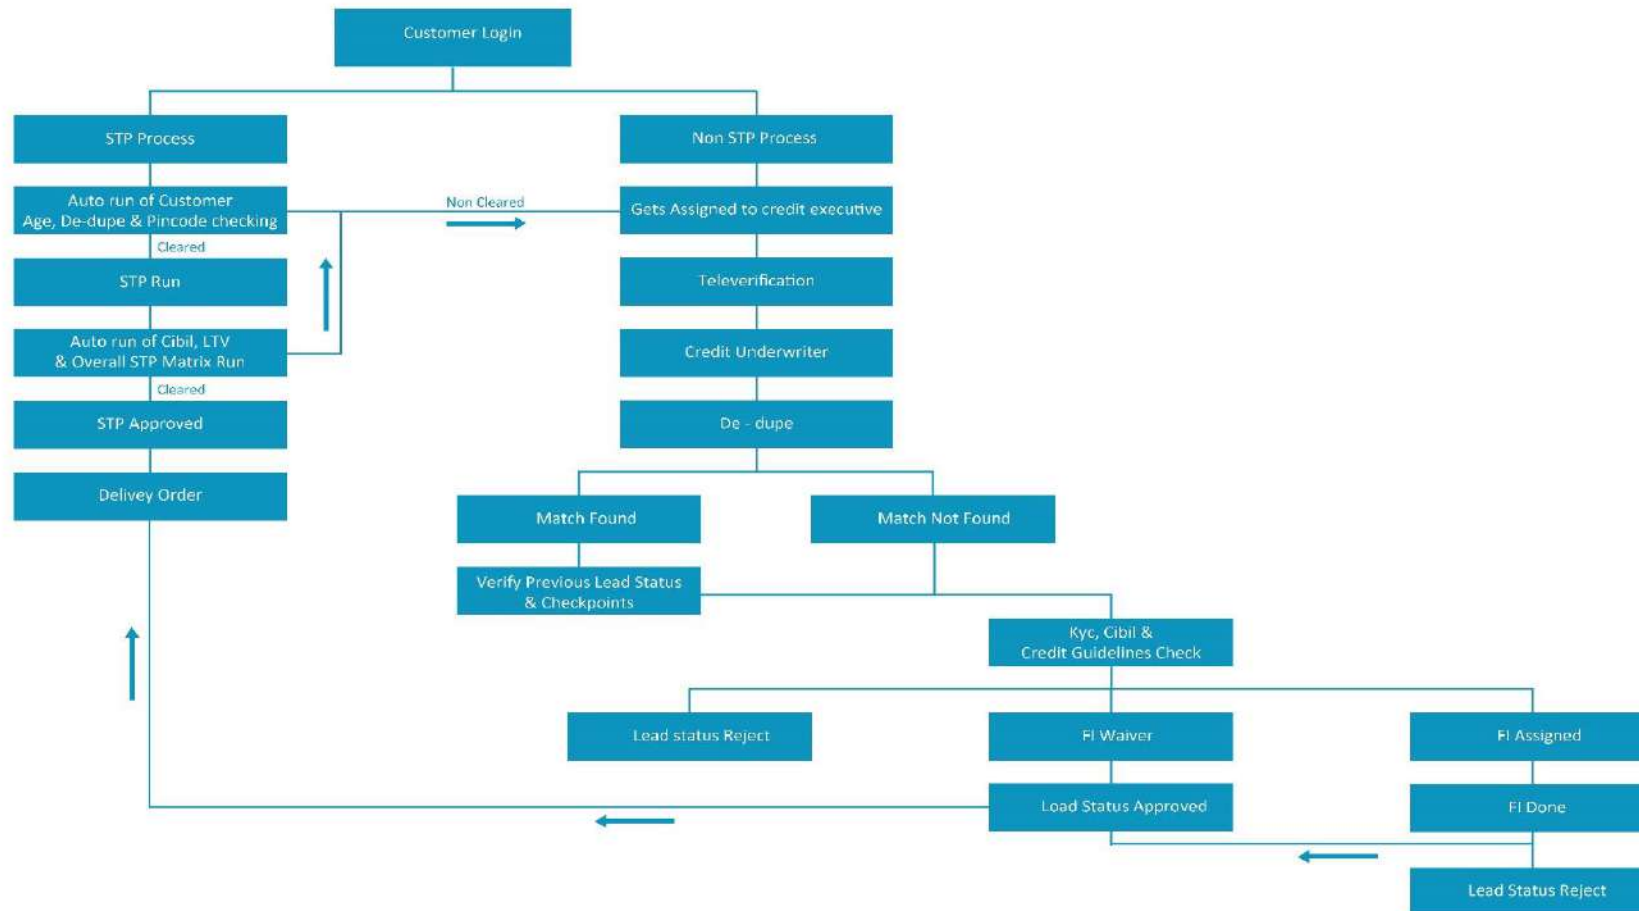 Customer Login
STP Process
Non STP Process
Auto run of Customer
Age, De-dupe & Pincode checking
Non Cleared
Gets Assigned to credit executive
Cleared
STP Run
Televerification
Auto run of Cibil, LTV
& Overall STP Matrix Run
Credit Underwriter
Cleared
STP Approved
De - dupe
Delivey Order
Match Found
Match Not Found
Verify Previous Lead Status
& Checkpoints
Kyc, Cibil &
Credit Guidelines Check
Lead status Reject
FI Waiver
FI Assigned
Load Status Approved
FI Done
Lead Status Reject